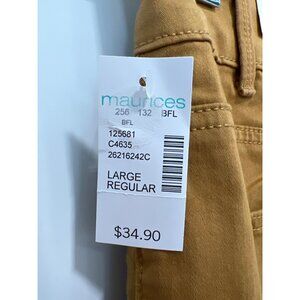 maurices
256 132 BFL
BFL
125681
C4635
26216242C
LARGE
REGULAR
$34.90